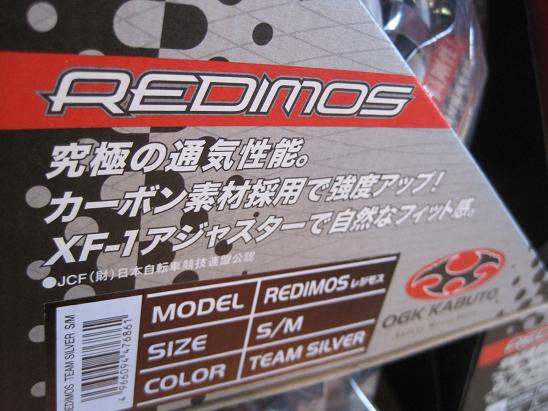 REDIMOS
究極の通気性能。
カーボン素材採用で強度アップ!
XF-1アジャスターで自然なフィット感。
●JCF(財)日本自転車競技連盟公認
MODEL REDIMOS レジモス
SIZE S/M
COLOR TEAM SILVER
REDIMOS TEAM SILVER S/M
4966094476861
OGK KABUTO
REDIMOS